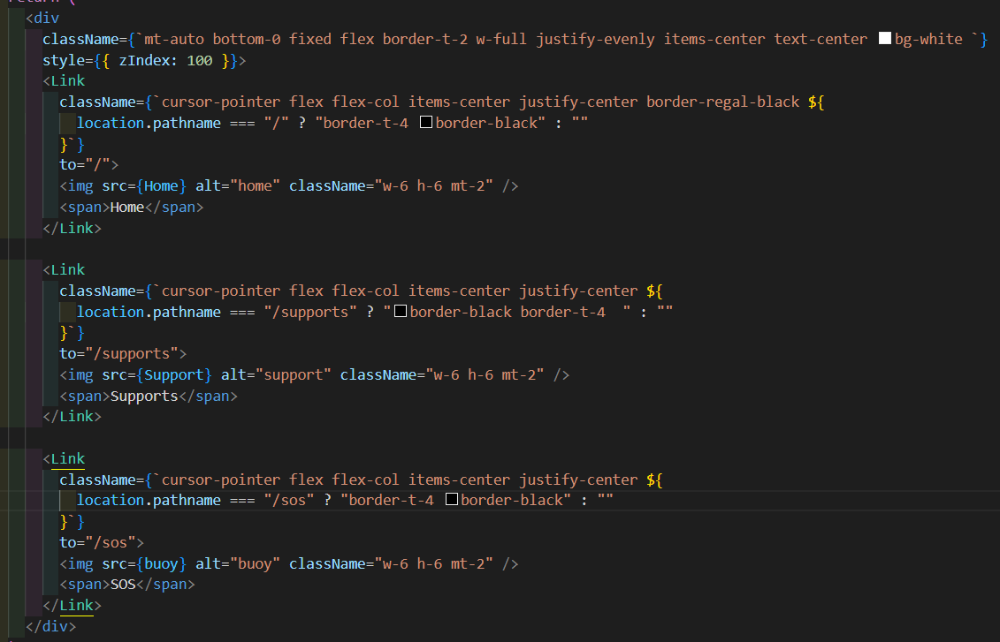 return (
<div
className={`mt-auto bottom-0 fixed flex border-t-2 w-full justify-evenly items-center text-center bg-white `}
style={{ zIndex: 100 }}>
<Link
className={`cursor-pointer flex flex-col items-center justify-center border-regal-black ${
location.pathname === "/" ? "border-t-4 border-black" : ""
}`}
to="/">
<img src={Home} alt="home" className="w-6 h-6 mt-2" />
<span>Home</span>
</Link>
<Link
className={`cursor-pointer flex flex-col items-center justify-center ${
location.pathname === "/supports" ? "border-black border-t-4  " : ""
}`}
to="/supports">
<img src={Support} alt="support" className="w-6 h-6 mt-2" />
<span>Supports</span>
</Link>
<Link
className={`cursor-pointer flex flex-col items-center justify-center ${
location.pathname === "/sos" ? "border-t-4 border-black" : ""
}`}
to="/sos">
<img src={buoy} alt="buoy" className="w-6 h-6 mt-2" />
<span>SOS</span>
</Link>
</div>